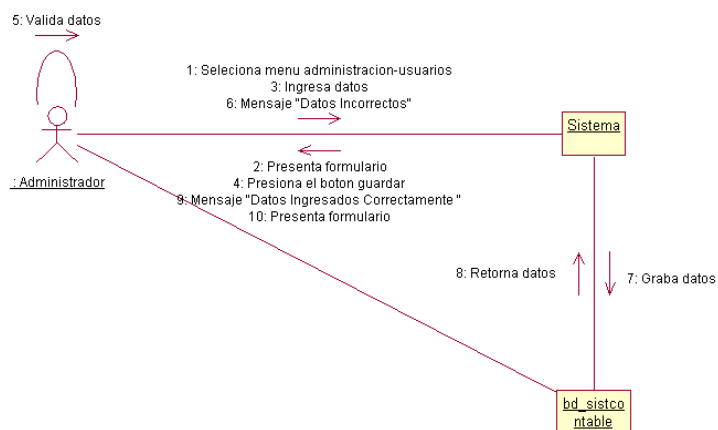 5: Valida datos
1: Seleciona menu administracion-usuarios
3: Ingresa datos
6: Mensaje "Datos Incorrectos"
Sistema
: Administrador
2: Presenta formulario
4: Presiona el boton guardar
9: Mensaje "Datos Ingresados Correctamente "
10: Presenta formulario
8: Retorna datos
7: Graba datos
bd_sistco
ntable